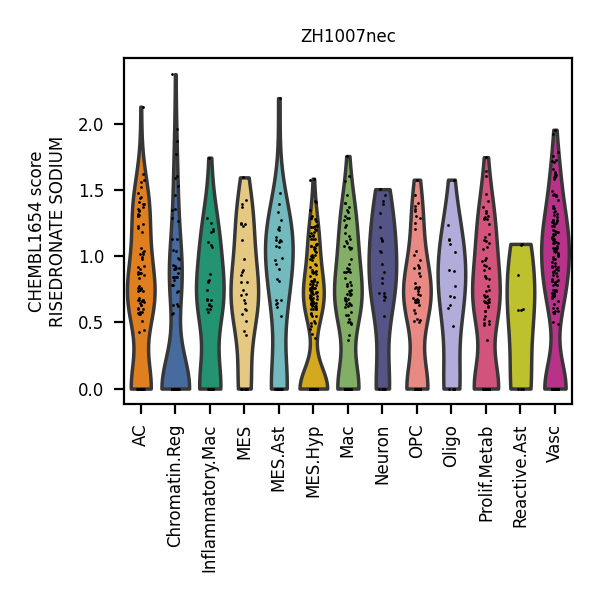 ZH1007nec
CHEMBL1654 score
RISEDRONATE SODIUM
2.0
1.5
1.0
0.5
0.0
AC
Chromatin.Reg
Inflammatory.Mac
MES
MES.Ast
MES.Hyp
Mac
Neuron
OPC
Oligo
Prolif.Metab
Reactive.Ast
Vasc